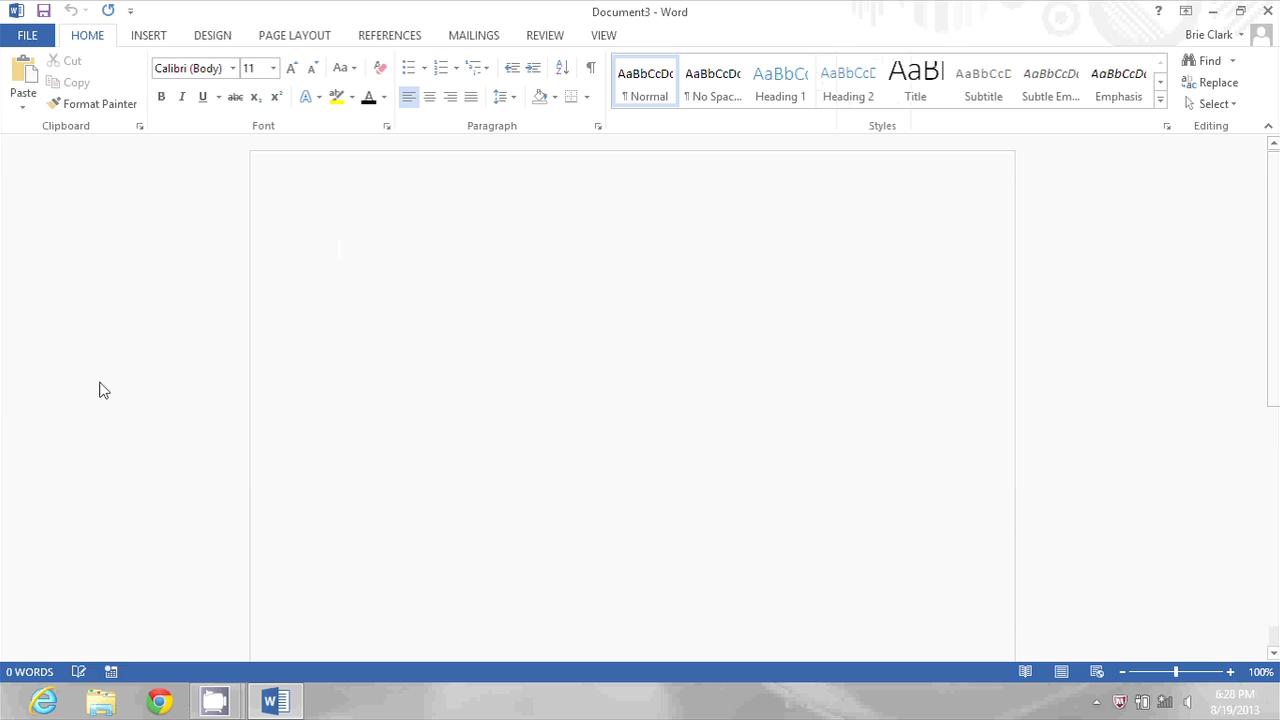 Document3 - Word
?
FILE HOME INSERT DESIGN PAGE LAYOUT REFERENCES MAILINGS REVIEW VIEW Brie Clark
Paste
Cut
Copy
Format Painter
Clipboard
Calibri (Body) 11 Aa
B I U abc x₂ x² A A
Font
Paragraph
AaBbCcDc AaBbCcDc AaBbCc AaBbCcD AaBl AaBbCcD AaBbCcDc AaBbCcDc
¶ Normal ¶ No Spac... Heading 1 Heading 2 Title Subtitle Subtle Em... Emphasis
Styles
Find
Replace
Select
Editing
0 WORDS
100%
6:28 PM
8/19/2013